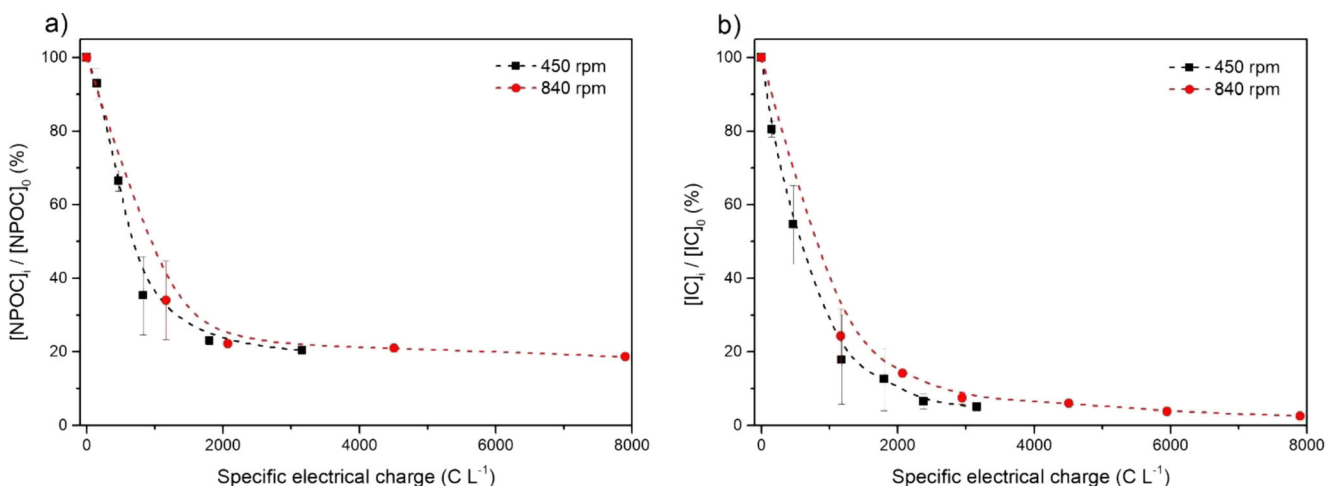 a)
[NPOC]i / [NPOC]0 (%)
100
80
60
40
20
0
450 rpm
840 rpm
0 2000 4000 6000 8000
Specific electrical charge (C L-1)
b)
[IC]i / [IC]0 (%)
100
80
60
40
20
0
450 rpm
840 rpm
0 2000 4000 6000 8000
Specific electrical charge (C L-1)